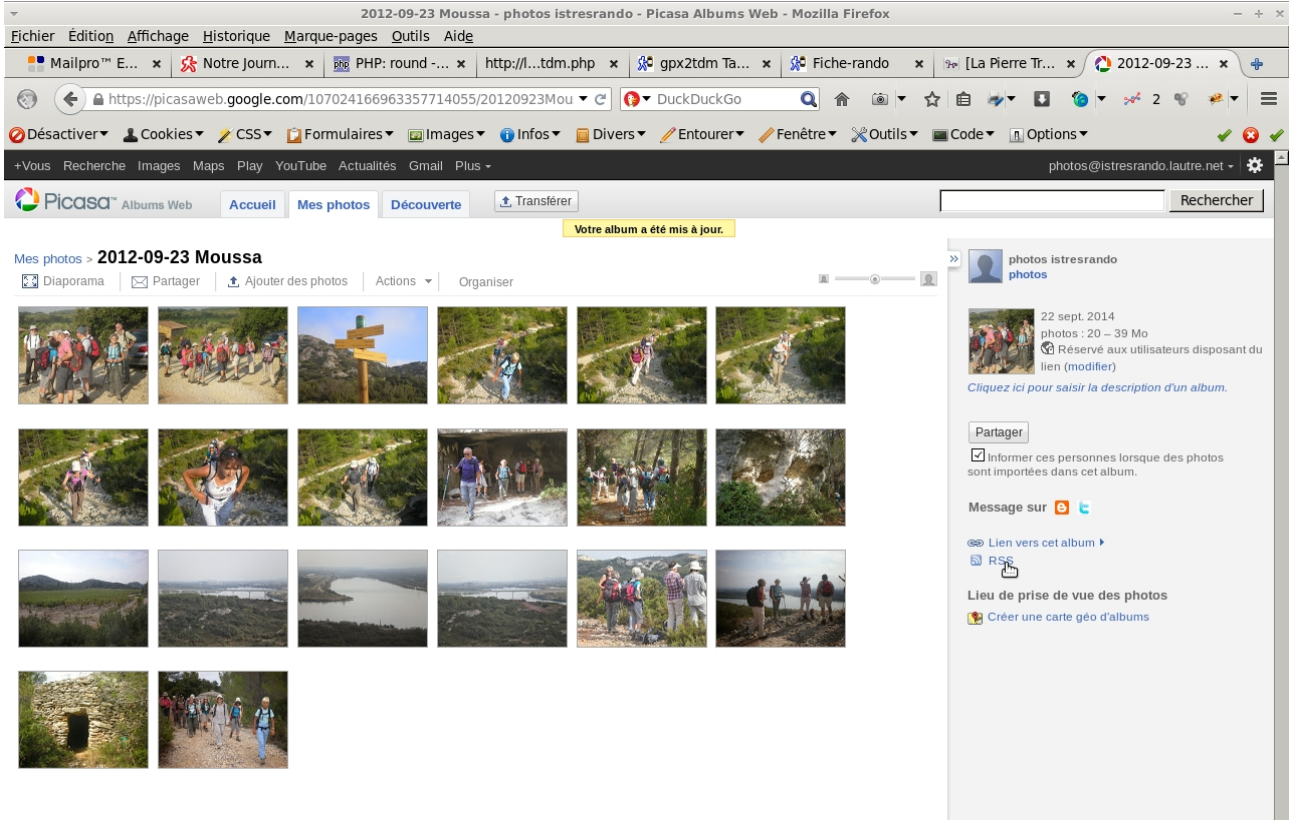 2012-09-23 Moussa - photos istresrando - Picasa Albums Web - Mozilla Firefox
Fichier Édition Affichage Historique Marque-pages Outils Aide
Mailpro™ E... Notre Journ... PHP: round -... http://l...tdm.php gpx2tdm Ta... Fiche-rando [La Pierre Tr... 2012-09-23 ...
https://picasaweb.google.com/107024166963357714055/20120923Mou DuckDuckGo 2
Désactiver Cookies CSS Formulaires Images Infos Divers Entourer Fenêtre Outils Code Options
+Vous Recherche Images Maps Play YouTube Actualités Gmail Plus photos@istresrando.lautre.net
Picasa™ Albums Web Accueil Mes photos Découverte Transférer Rechercher
Votre album a été mis à jour.
Mes photos > 2012-09-23 Moussa
Diaporama Partager Ajouter des photos Actions Organiser
photos istresrando
photos
22 sept. 2014
photos : 20 – 39 Mo
Réservé aux utilisateurs disposant du
lien (modifier)
Cliquez ici pour saisir la description d'un album.
Partager
Informer ces personnes lorsque des photos
sont importées dans cet album.
Message sur
Lien vers cet album
RSS
Lieu de prise de vue des photos
Créer une carte géo d'albums